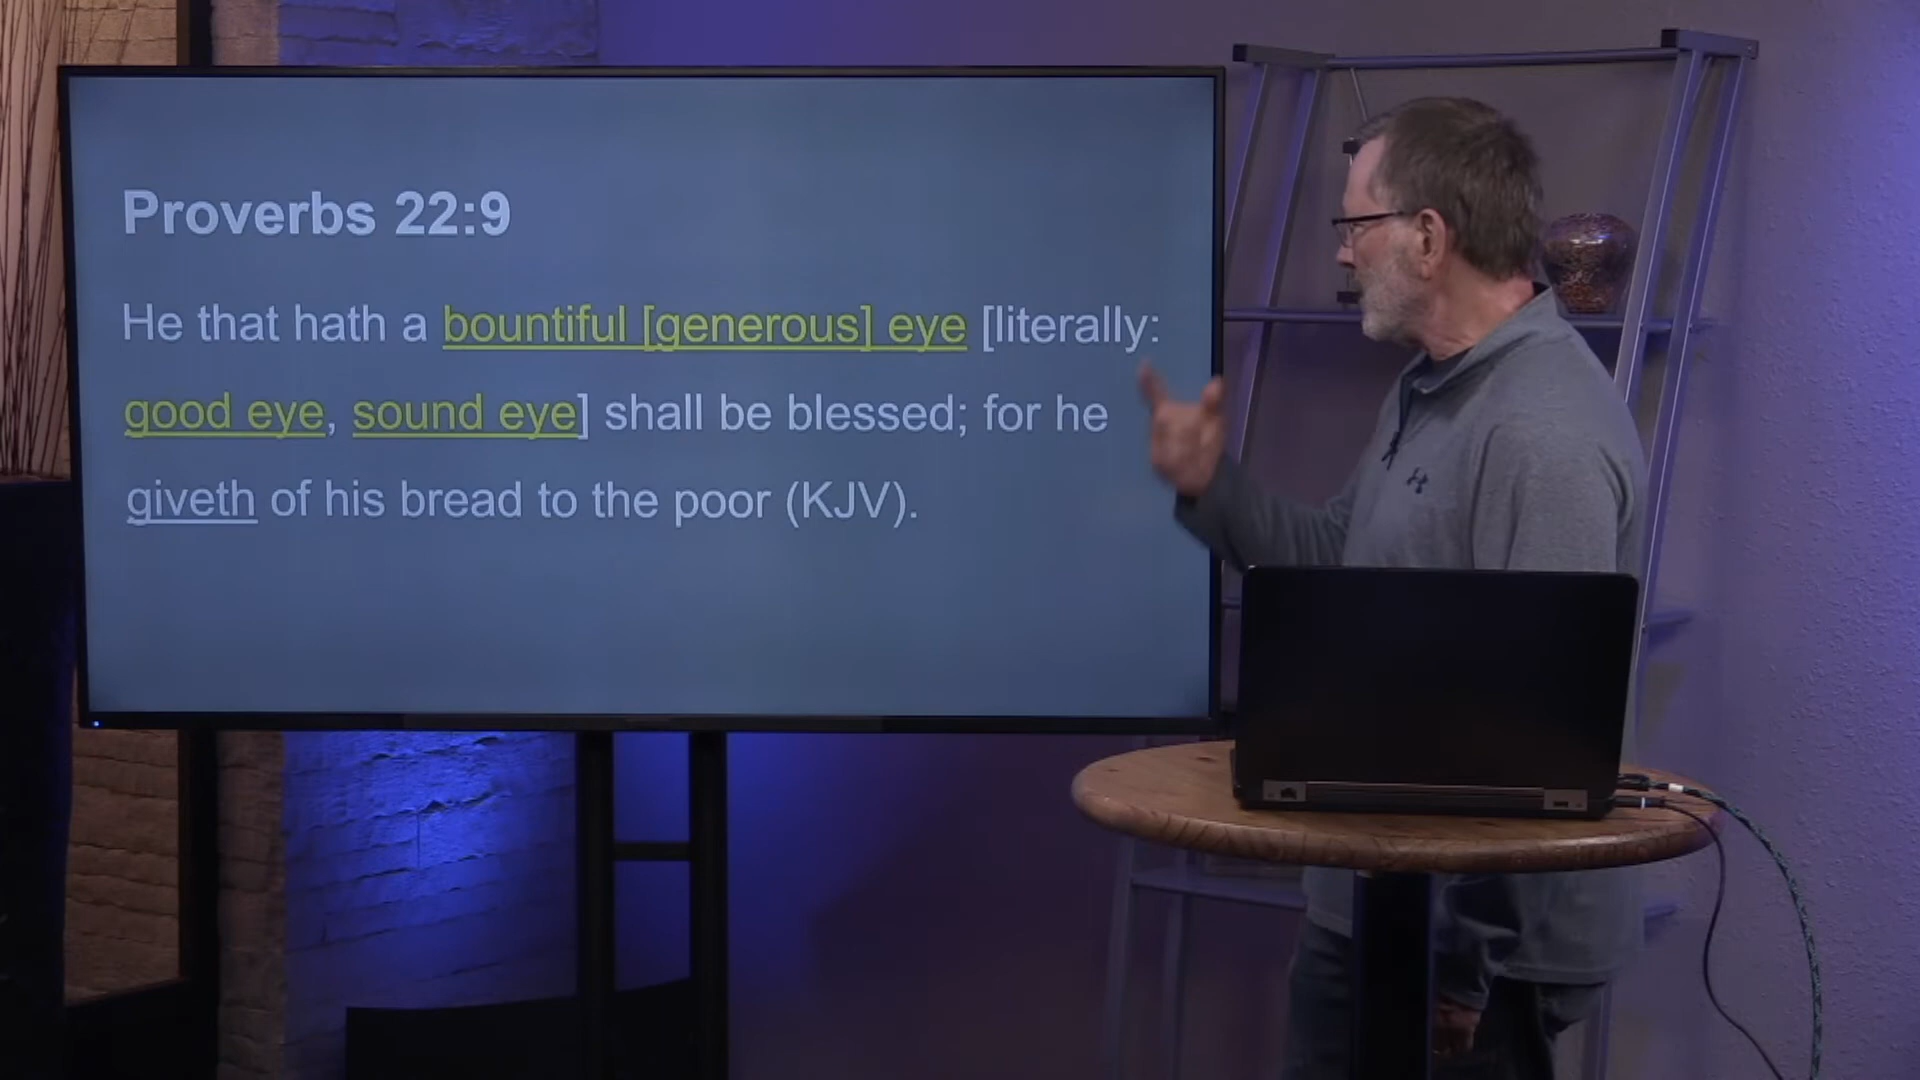 Proverbs 22:9
He that hath a bountiful [generous] eye [literally:
good eye, sound eye] shall be blessed; for he
giveth of his bread to the poor (KJV).